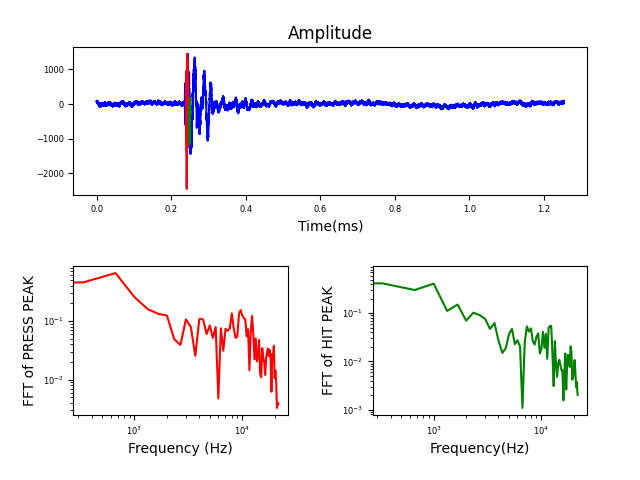 Amplitude
1000
0
−1000
−2000
0.0 0.2 0.4 0.6 0.8 1.0 1.2
Time(ms)
FFT of PRESS PEAK
10⁻¹
10⁻²
10³ 10⁴
Frequency (Hz)
FFT of HIT PEAK
10⁻¹
10⁻²
10⁻³
10³ 10⁴
Frequency(Hz)